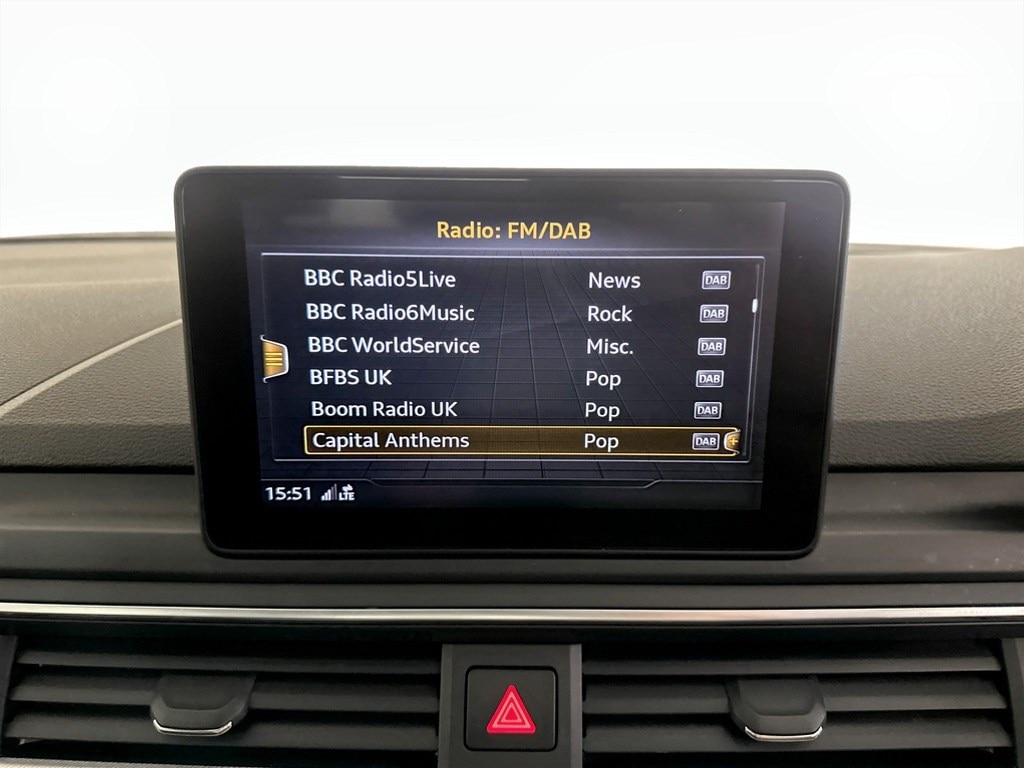 Radio: FM/DAB
BBC Radio5Live News DAB
BBC Radio6Music Rock DAB
BBC WorldService Misc. DAB
BFBS UK Pop DAB
Boom Radio UK Pop DAB
Capital Anthems Pop DAB +
15:51 LTE